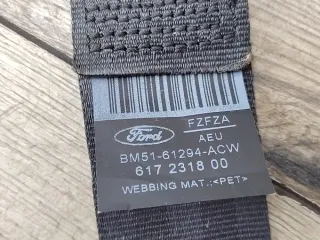 Ford
FZFZA
AEU
BM51-61294-ACW
617 2318 00
WEBBING MAT.:<PET>